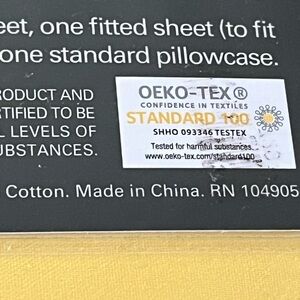 eet, one fitted sheet (to fit
one standard pillowcase.
RODUCT AND
RTIFIED TO BE
L LEVELS OF
UBSTANCES.
OEKO-TEX®
CONFIDENCE IN TEXTILES
STANDARD 100
SHHO 093346 TESTEX
Tested for harmful substances
www.oeko-tex.com/standard100
Cotton. Made in China. RN 104905